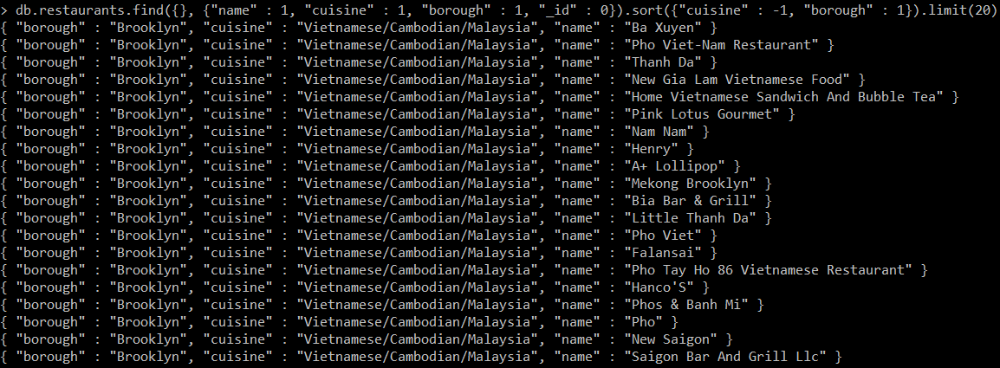 > db.restaurants.find({}, {"name" : 1, "cuisine" : 1, "borough" : 1, "_id" : 0}).sort({"cuisine" : -1, "borough" : 1}).limit(20)
{ "borough" : "Brooklyn", "cuisine" : "Vietnamese/Cambodian/Malaysia", "name" : "Ba Xuyen" }
{ "borough" : "Brooklyn", "cuisine" : "Vietnamese/Cambodian/Malaysia", "name" : "Pho Viet-Nam Restaurant" }
{ "borough" : "Brooklyn", "cuisine" : "Vietnamese/Cambodian/Malaysia", "name" : "Thanh Da" }
{ "borough" : "Brooklyn", "cuisine" : "Vietnamese/Cambodian/Malaysia", "name" : "New Gia Lam Vietnamese Food" }
{ "borough" : "Brooklyn", "cuisine" : "Vietnamese/Cambodian/Malaysia", "name" : "Home Vietnamese Sandwich And Bubble Tea" }
{ "borough" : "Brooklyn", "cuisine" : "Vietnamese/Cambodian/Malaysia", "name" : "Pink Lotus Gourmet" }
{ "borough" : "Brooklyn", "cuisine" : "Vietnamese/Cambodian/Malaysia", "name" : "Nam Nam" }
{ "borough" : "Brooklyn", "cuisine" : "Vietnamese/Cambodian/Malaysia", "name" : "Henry" }
{ "borough" : "Brooklyn", "cuisine" : "Vietnamese/Cambodian/Malaysia", "name" : "A+ Lollipop" }
{ "borough" : "Brooklyn", "cuisine" : "Vietnamese/Cambodian/Malaysia", "name" : "Mekong Brooklyn" }
{ "borough" : "Brooklyn", "cuisine" : "Vietnamese/Cambodian/Malaysia", "name" : "Bia Bar & Grill" }
{ "borough" : "Brooklyn", "cuisine" : "Vietnamese/Cambodian/Malaysia", "name" : "Little Thanh Da" }
{ "borough" : "Brooklyn", "cuisine" : "Vietnamese/Cambodian/Malaysia", "name" : "Pho Viet" }
{ "borough" : "Brooklyn", "cuisine" : "Vietnamese/Cambodian/Malaysia", "name" : "Falansai" }
{ "borough" : "Brooklyn", "cuisine" : "Vietnamese/Cambodian/Malaysia", "name" : "Pho Tay Ho 86 Vietnamese Restaurant" }
{ "borough" : "Brooklyn", "cuisine" : "Vietnamese/Cambodian/Malaysia", "name" : "Hanco'S" }
{ "borough" : "Brooklyn", "cuisine" : "Vietnamese/Cambodian/Malaysia", "name" : "Phos & Banh Mi" }
{ "borough" : "Brooklyn", "cuisine" : "Vietnamese/Cambodian/Malaysia", "name" : "Pho" }
{ "borough" : "Brooklyn", "cuisine" : "Vietnamese/Cambodian/Malaysia", "name" : "New Saigon" }
{ "borough" : "Brooklyn", "cuisine" : "Vietnamese/Cambodian/Malaysia", "name" : "Saigon Bar And Grill Llc" }